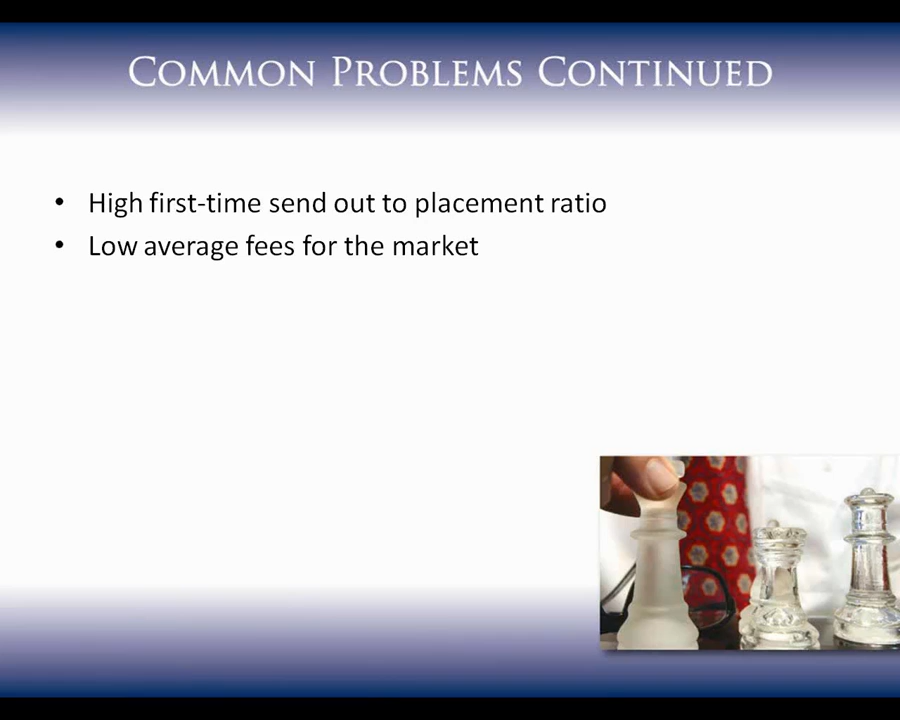 Common Problems Continued
• High first-time send out to placement ratio
• Low average fees for the market